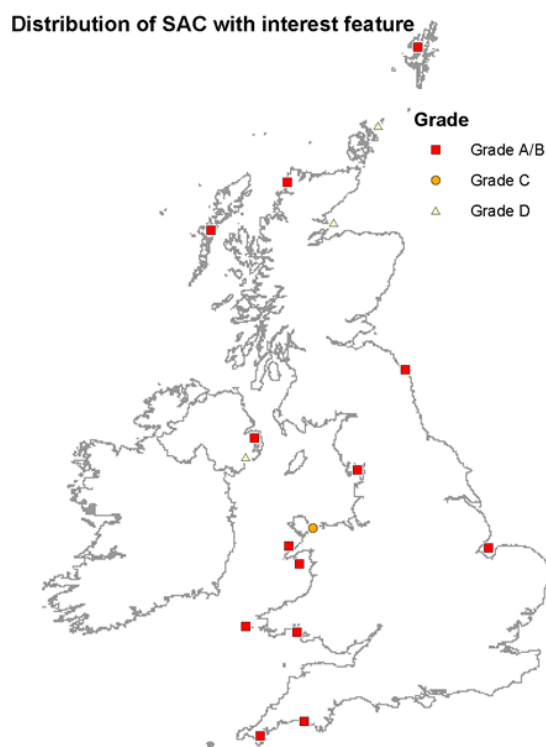 Distribution of SAC with interest feature
Grade
Grade A/B
Grade C
Grade D